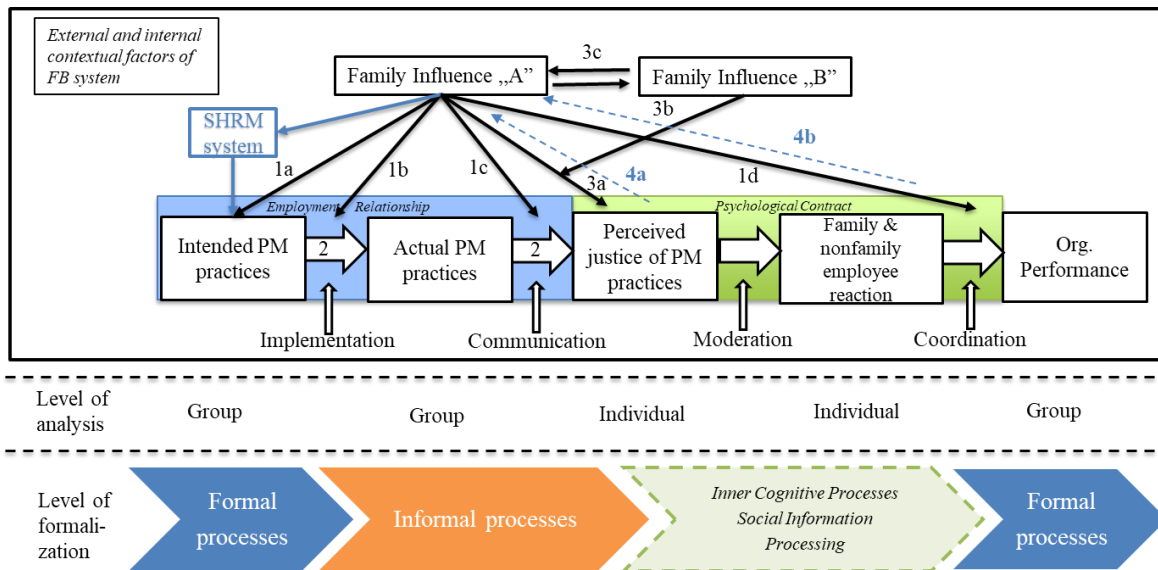 External and internal
contextual factors of
FB system
Family Influence „A”
3c
Family Influence „B”
3b
SHRM
system
1a
1b
1c
3a
4a
4b
1d
Employment Relationship
Psychological Contract
Intended PM
practices
2
Actual PM
practices
2
Perceived
justice of PM
practices
Family &
nonfamily
employee
reaction
Org.
Performance
Implementation
Communication
Moderation
Coordination
Level of
analysis
Group
Group
Individual
Individual
Group
Level of
formali-
zation
Formal
processes
Informal processes
Inner Cognitive Processes
Social Information
Processing
Formal
processes